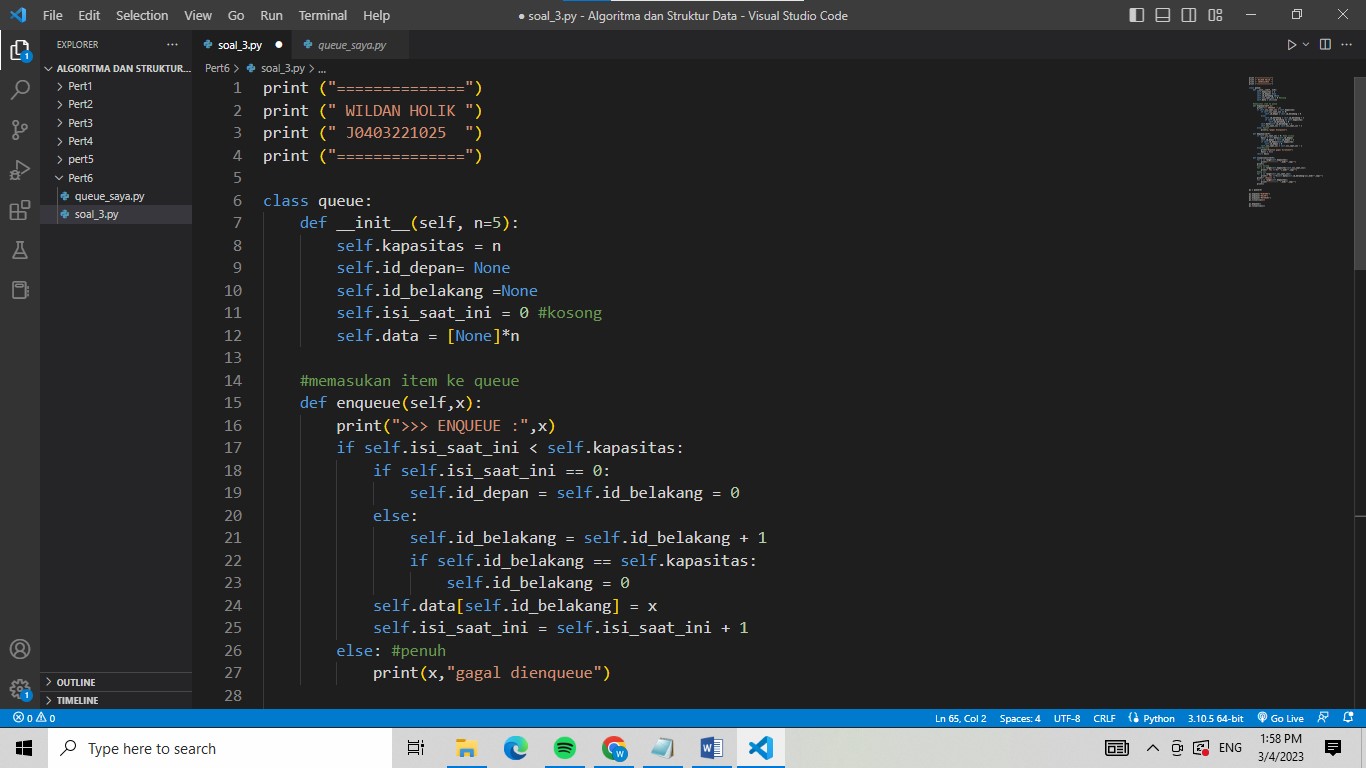 File Edit Selection View Go Run Terminal Help
● soal_3.py - Algoritma dan Struktur Data - Visual Studio Code
EXPLORER
ALGORITMA DAN STRUKTUR...
Pert1
Pert2
Pert3
Pert4
pert5
Pert6
queue_saya.py
soal_3.py
OUTLINE
TIMELINE
soal_3.py ● queue_saya.py
Pert6 > soal_3.py > ...
1 print ("==============")
2 print (" WILDAN HOLIK ")
3 print (" J0403221025  ")
4 print ("==============")
5
6 class queue:
7     def __init__(self, n=5):
8         self.kapasitas = n
9         self.id_depan= None
10         self.id_belakang =None
11         self.isi_saat_ini = 0 #kosong
12         self.data = [None]*n
13
14     #memasukan item ke queue
15     def enqueue(self,x):
16         print(">>> ENQUEUE :",x)
17         if self.isi_saat_ini < self.kapasitas:
18             if self.isi_saat_ini == 0:
19                 self.id_depan = self.id_belakang = 0
20             else:
21                 self.id_belakang = self.id_belakang + 1
22                 if self.id_belakang == self.kapasitas:
23                     self.id_belakang = 0
24             self.data[self.id_belakang] = x
25             self.isi_saat_ini = self.isi_saat_ini + 1
26         else: #penuh
27             print(x,"gagal dienqueue")
28
1
1
0 0
Ln 65, Col 2 Spaces: 4 UTF-8 CRLF Python 3.10.5 64-bit Go Live
Type here to search
W
W
ENG
1:58 PM
3/4/2023